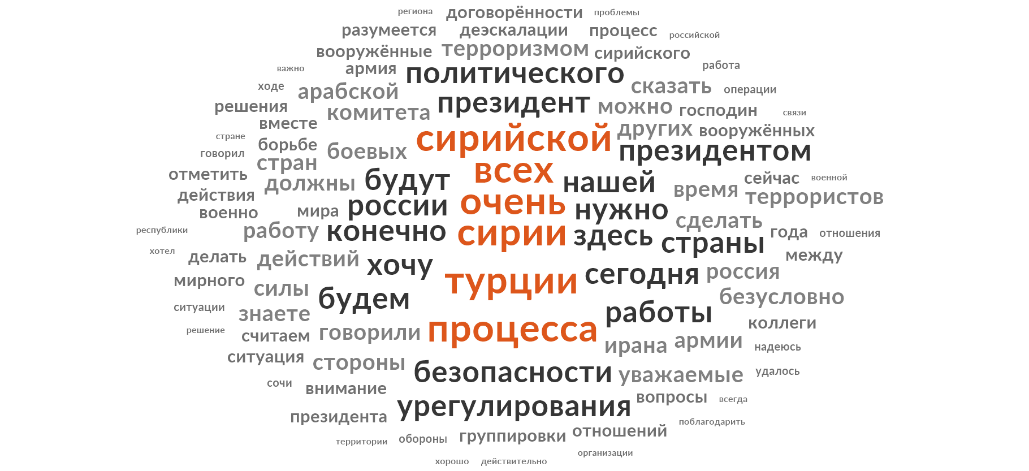 региона договорённости проблемы
разумеется деэскалации процесс российской
вооружённые терроризмом сирийского
важно армия политического работа
ходе арабской сказать операции
решения комитета президент можно господин связи
вместе сирийской других вооружённых
стране борьбе боевых президентом
говорил стран всех
отметить должны будут нашей время сейчас военной
действия россии очень террористов
военно мира нужно сделать
республики работу конечно сирии здесь года отношения
хотел делать действий хочу страны между
мирного турции сегодня россия
силы будем безусловно
ситуации знаете работы коллеги
решение считаем говорили процесса
ситуация ирана армии надеюсь
стороны безопасности уважаемые удалось
сочи внимание вопросы всегда
президента урегулирования поблагодарить
территории обороны группировки отношений
хорошо действительно организации